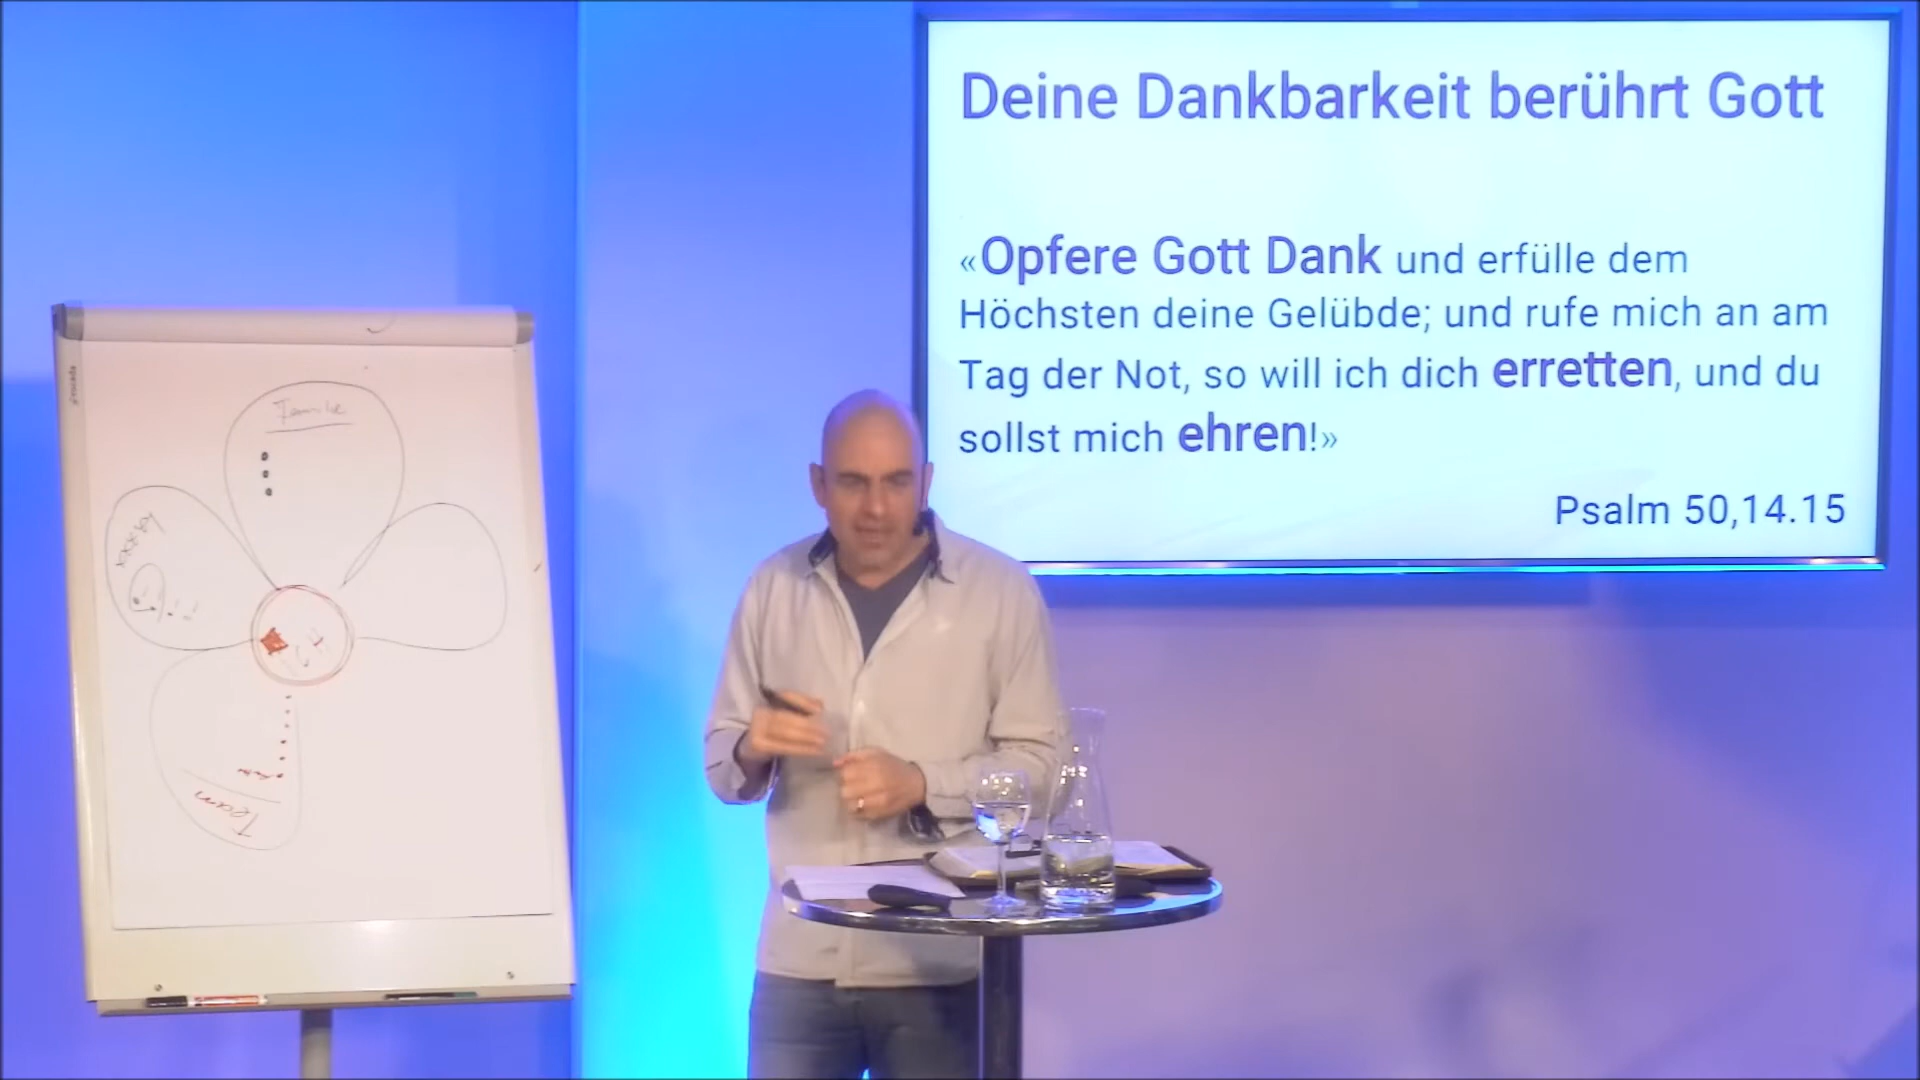 Deine Dankbarkeit berührt Gott
«Opfere Gott Dank und erfülle dem
Höchsten deine Gelübde; und rufe mich an am
Tag der Not, so will ich dich erretten, und du
sollst mich ehren!»
Psalm 50,14.15
Familie
Team